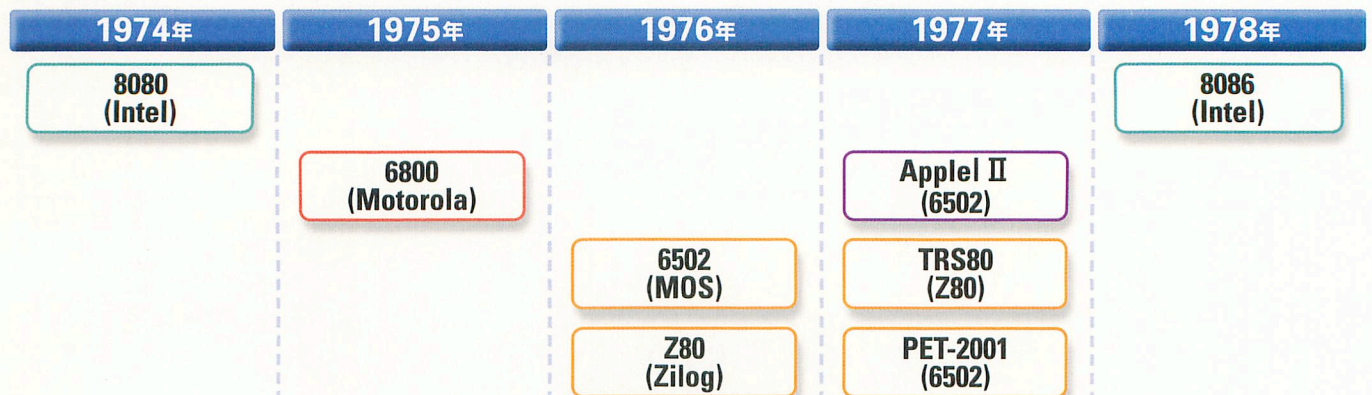 1974年
1975年
1976年
1977年
1978年
8080
(Intel)
8086
(Intel)
6800
(Motorola)
Applel II
(6502)
6502
(MOS)
TRS80
(Z80)
Z80
(Zilog)
PET-2001
(6502)